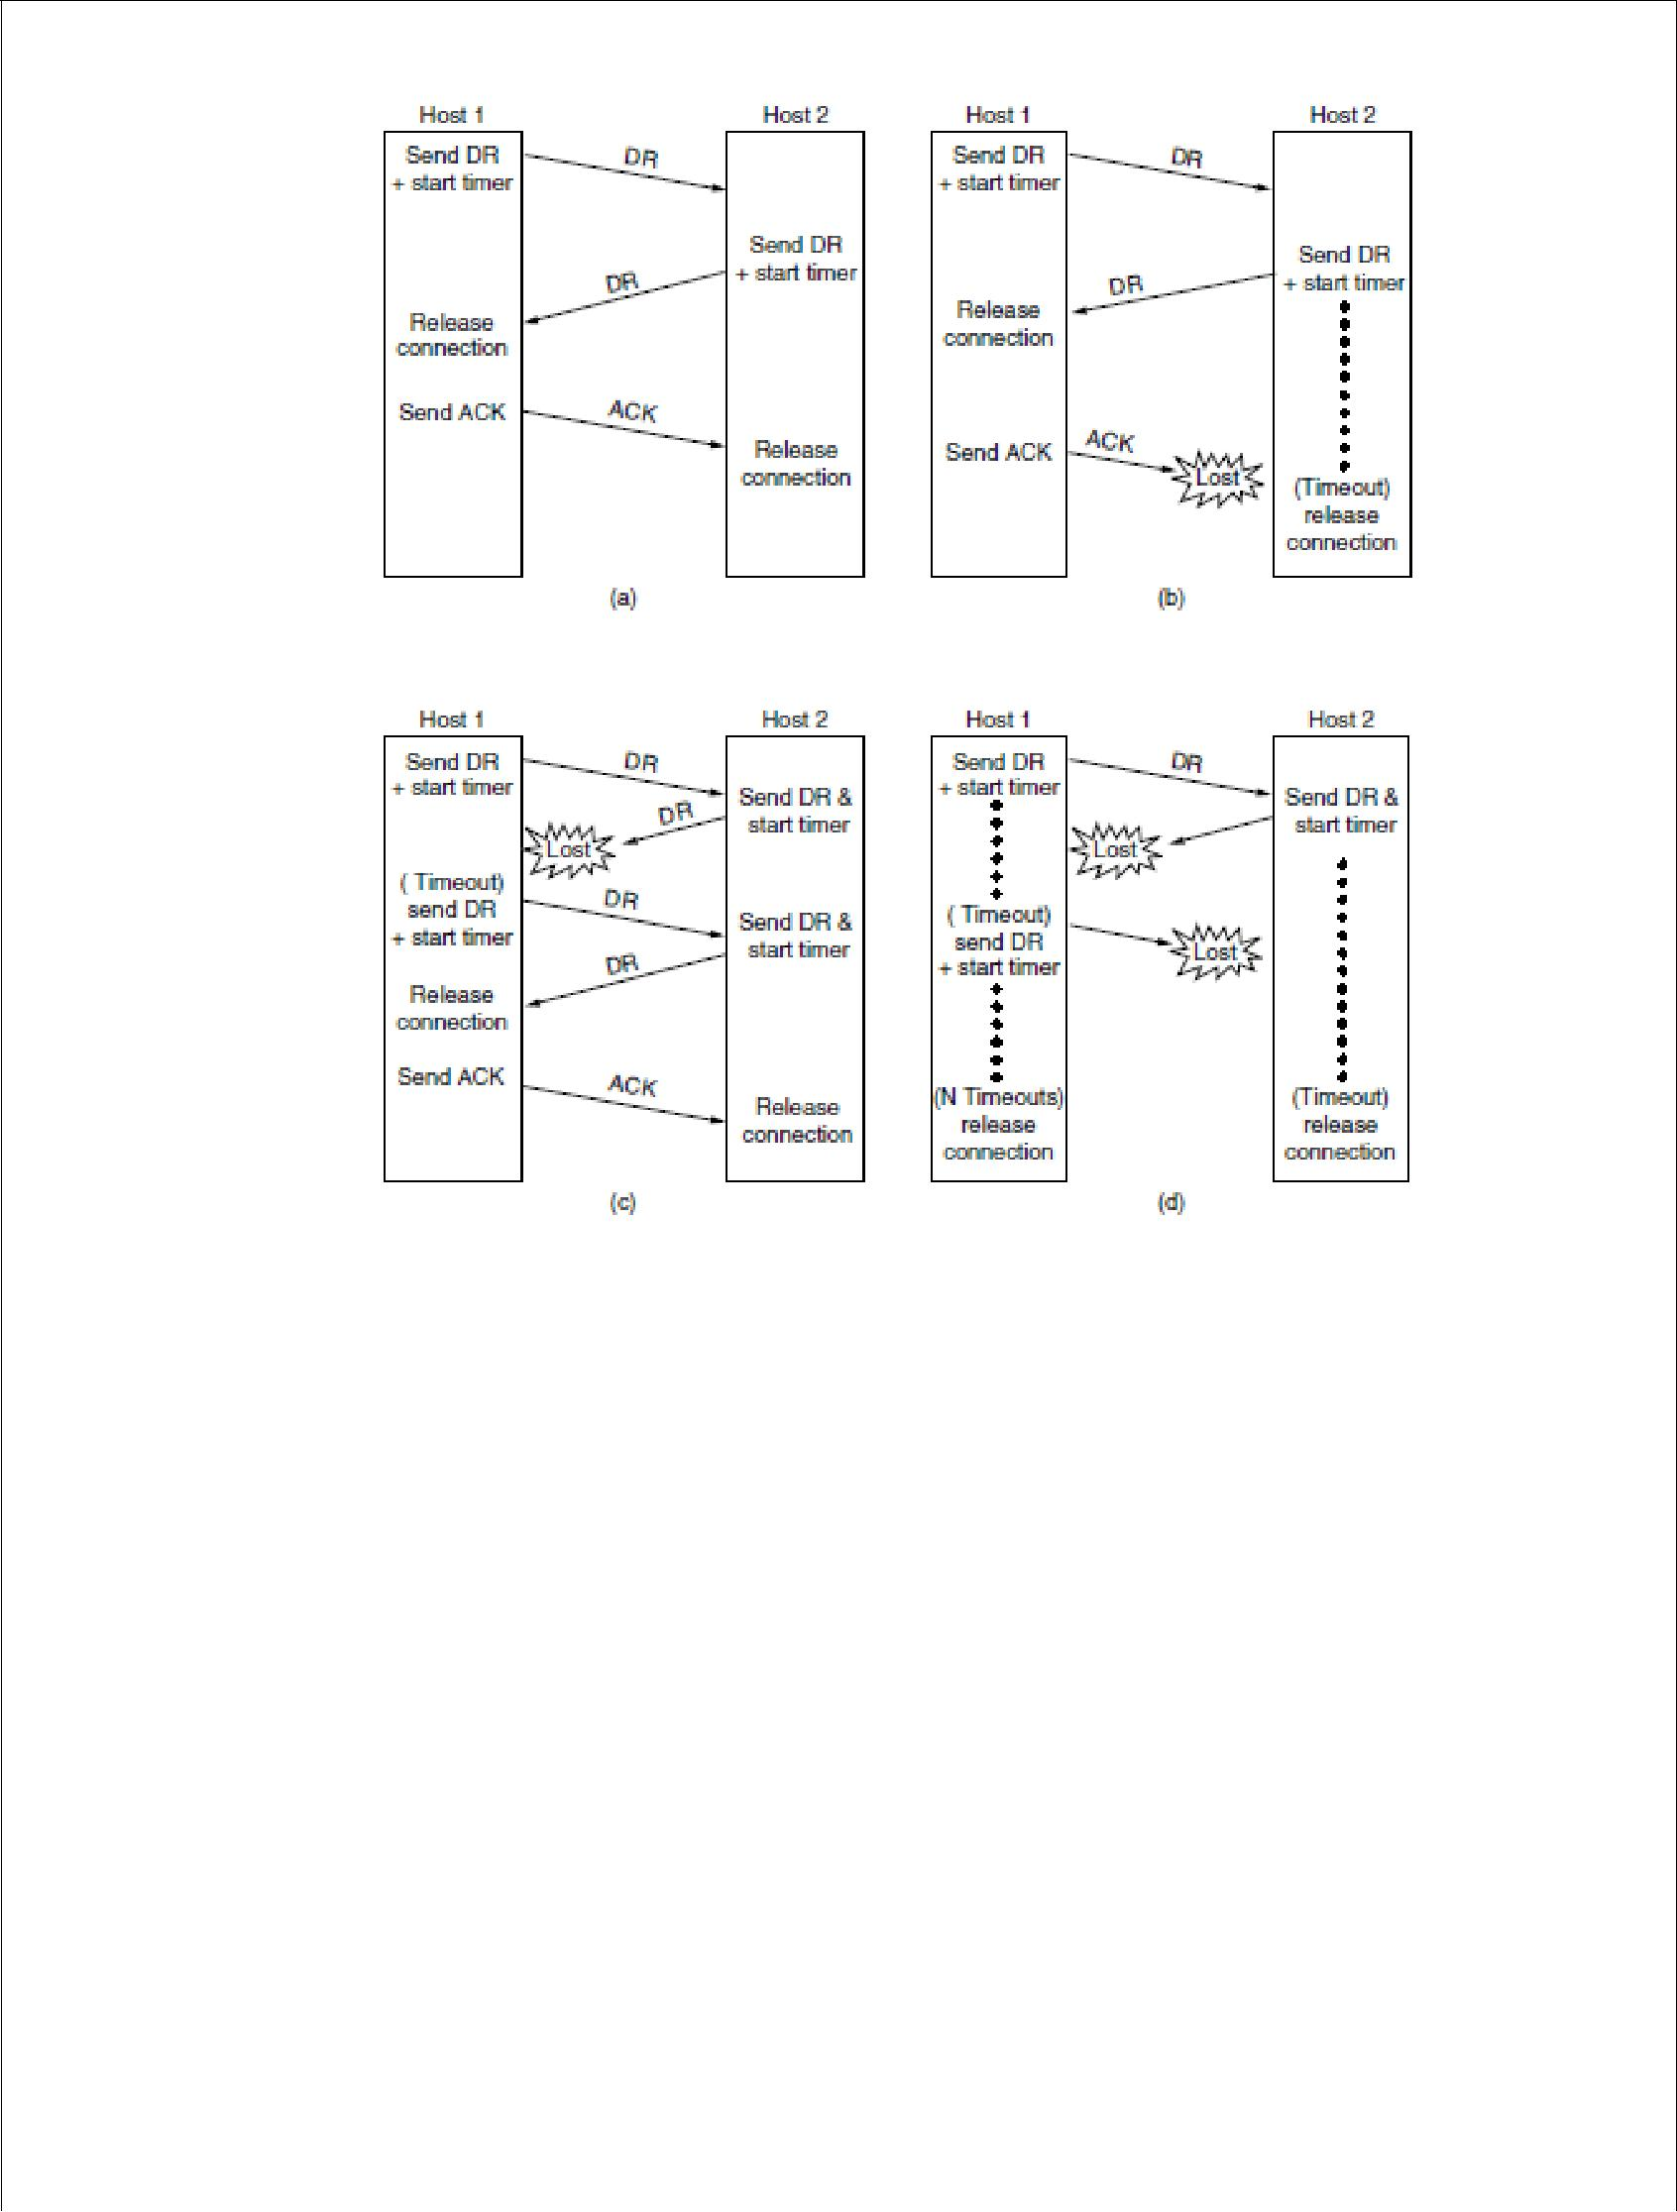 Host 1
Host 2
Send DR
+ start timer
DR
Send DR
+ start timer
DR
Release
connection
Send ACK
ACK
Release
connection
(a)
Host 1
Host 2
Send DR
+ start timer
DR
Send DR
+ start timer
DR
Release
connection
Send ACK
ACK
Lost
(Timeout)
release
connection
(b)
Host 1
Host 2
Send DR
+ start timer
DR
Send DR &
start timer
DR
Lost
( Timeout)
send DR
+ start timer
DR
Send DR &
start timer
DR
Release
connection
Send ACK
ACK
Release
connection
(c)
Host 1
Host 2
Send DR
+ start timer
DR
Send DR &
start timer
Lost
( Timeout)
send DR
+ start timer
Lost
(N Timeouts)
release
connection
(Timeout)
release
connection
(d)